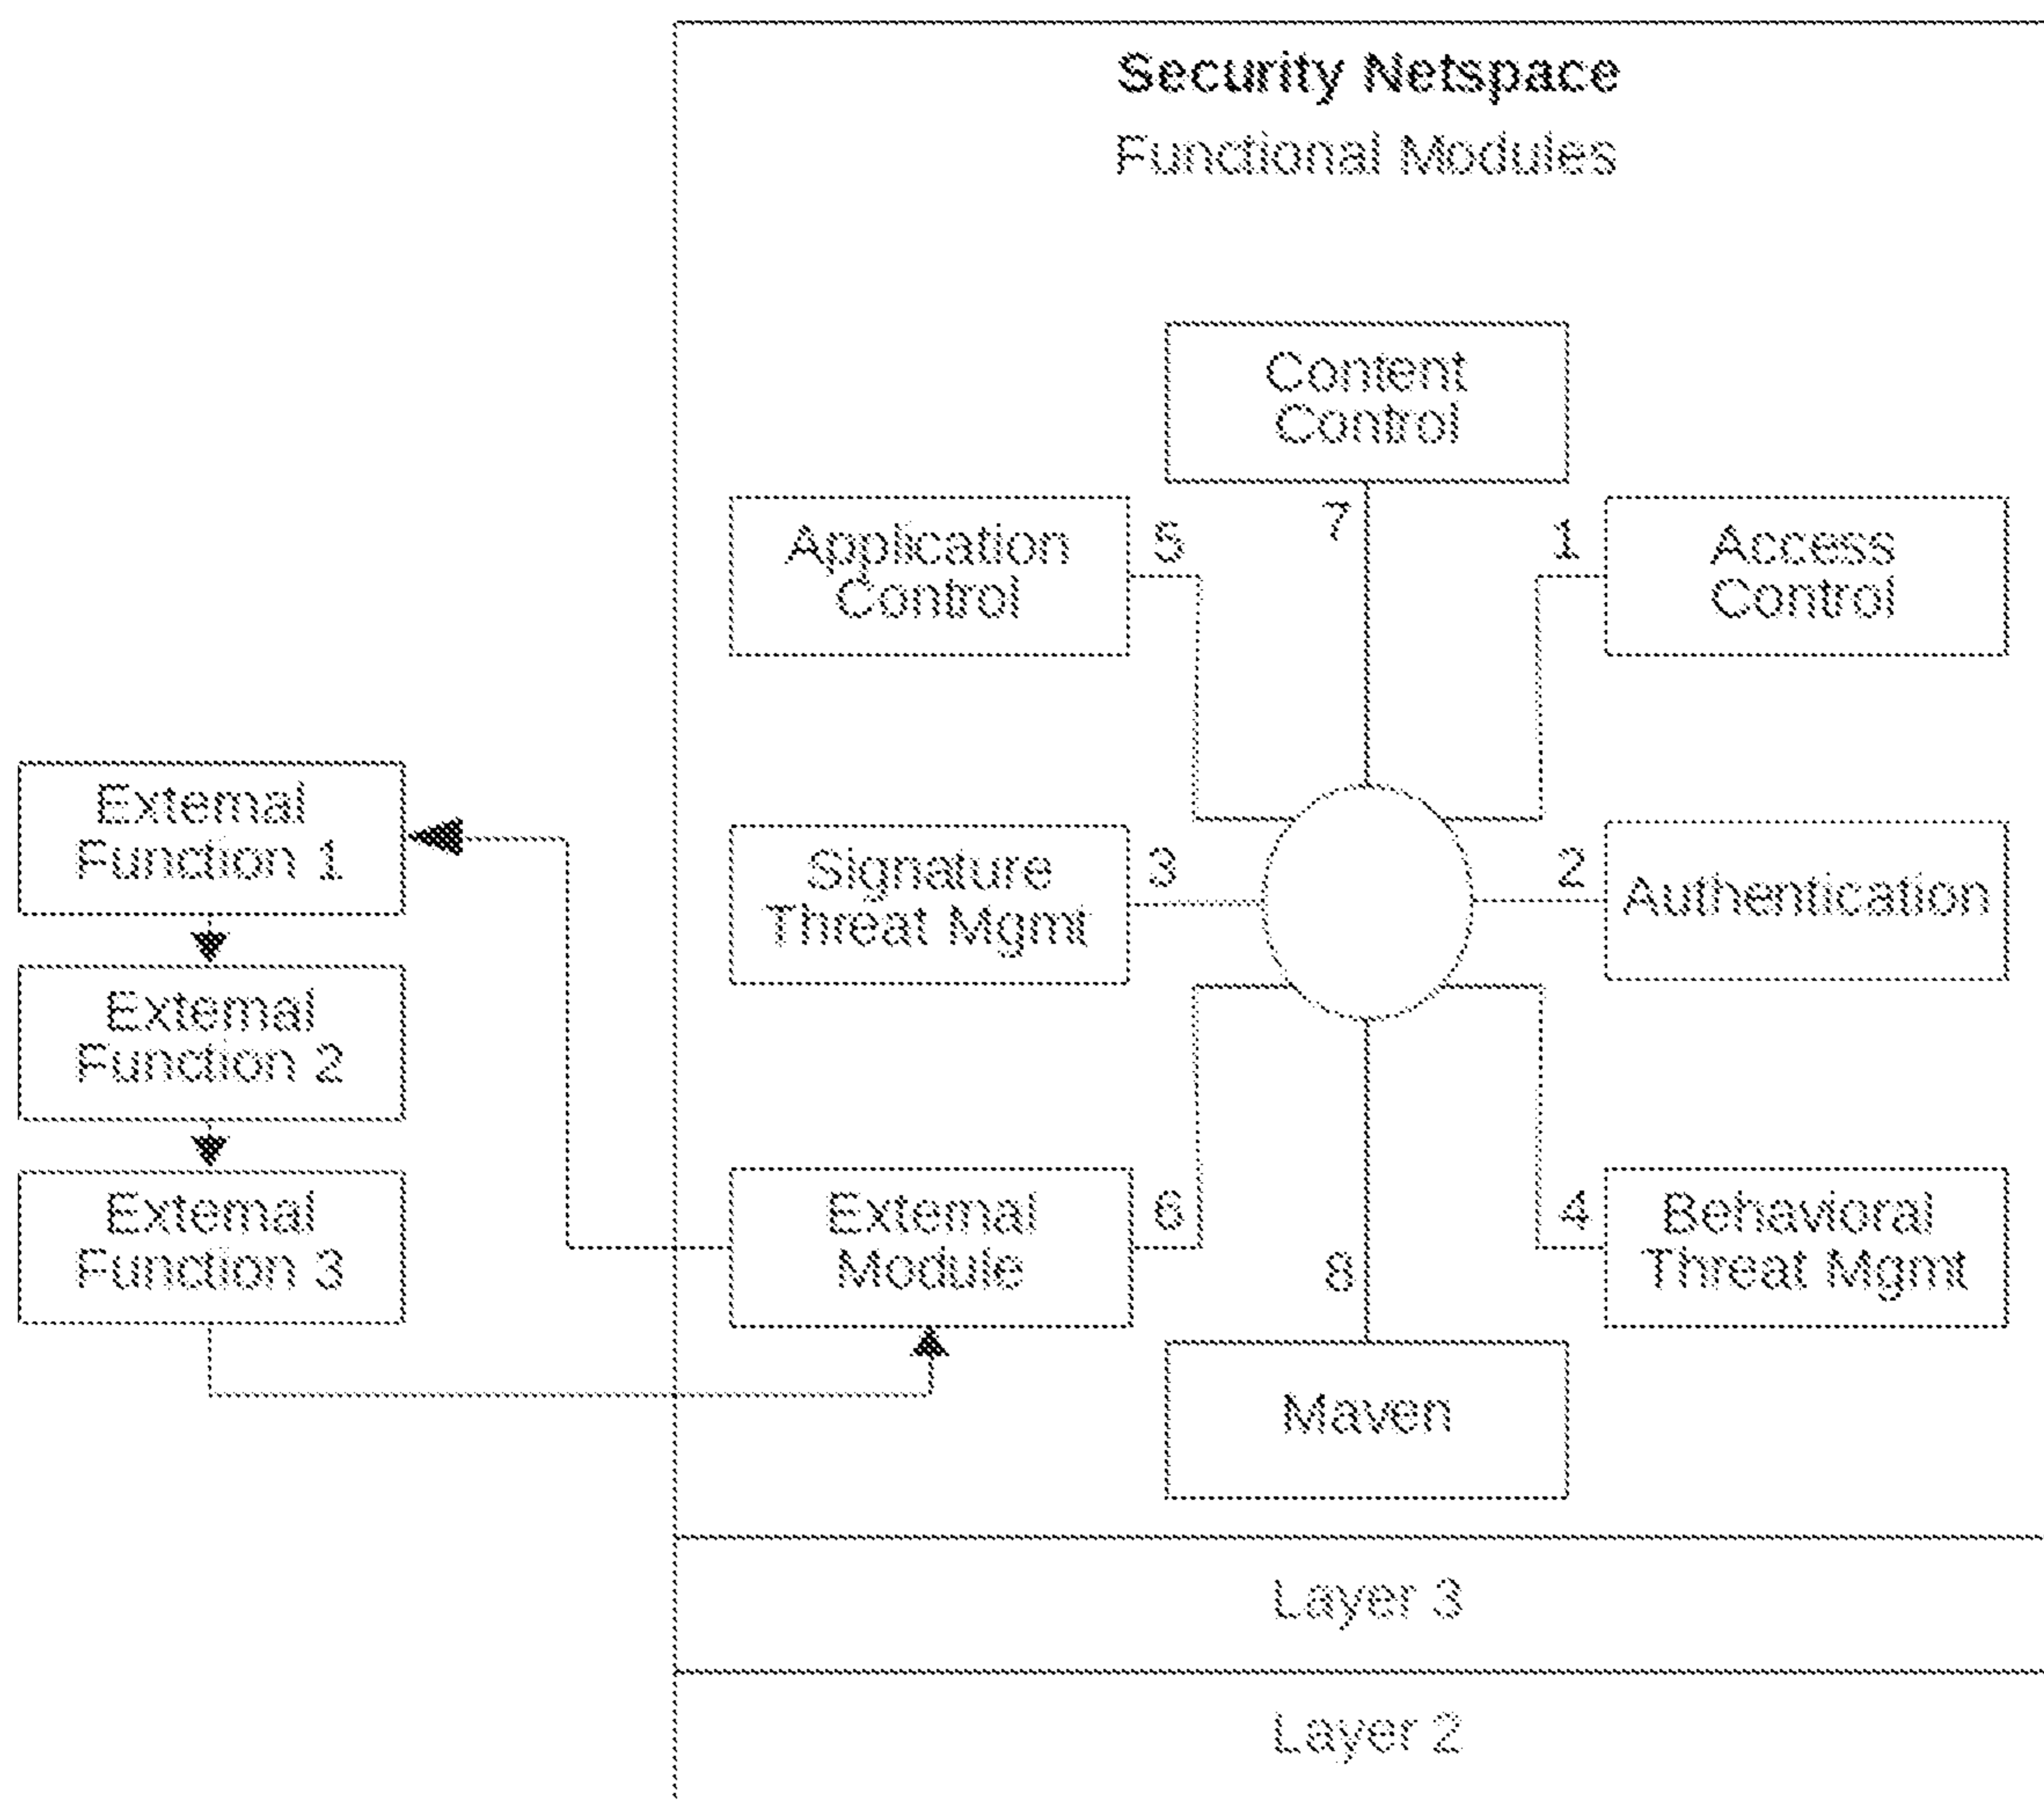 Security Netspace
Functional Modules
Content
Control
7
Application
Control
5
1
Access
Control
External
Function 1
Signature
Threat Mgmt
3
2
Authentication
External
Function 2
External
Function 3
External
Module
6
8
4
Behavioral
Threat Mgmt
Maven
Layer 3
Layer 2